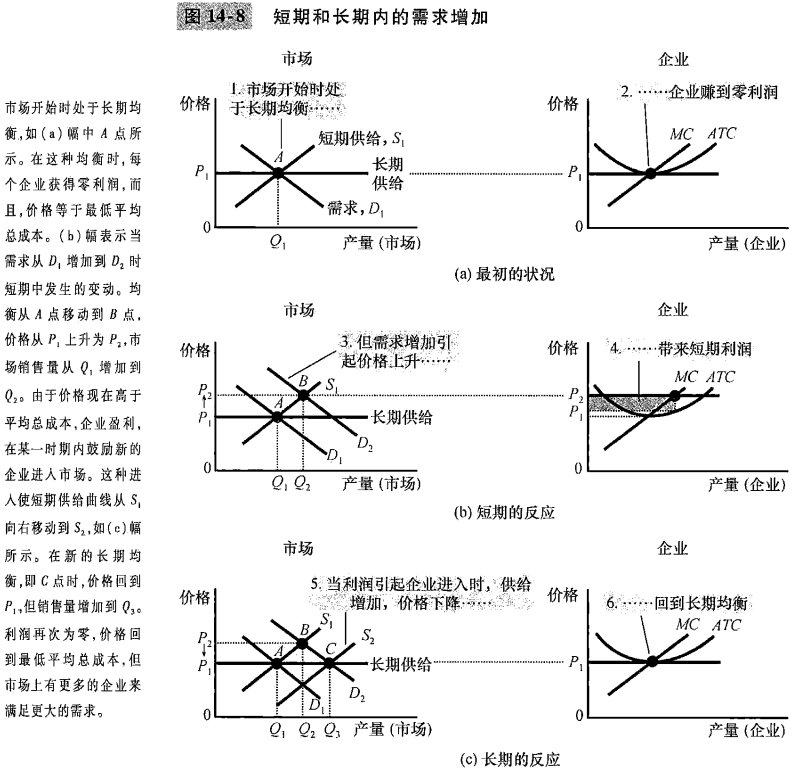 图 14-8 短期和长期内的需求增加
市场开始时处于长期均
衡,如(a)幅中 A 点所
示。在这种均衡时,每
个企业获得零利润,而
且,价格等于最低平均
总成本。(b)幅表示当
需求从 D₁ 增加到 D₂ 时
短期中发生的变动。均
衡从 A 点移动到 B 点,
价格从 P₁ 上升为 P₂,市
场销售量从 Q₁ 增加到
Q₂。由于价格现在高于
平均总成本,企业盈利,
在某一时期内鼓励新的
企业进入市场。这种进
入使短期供给曲线从 S₁
向右移动到 S₂,如(c)幅
所示。在新的长期均
衡,即 C 点时,价格回到
P₁,但销售量增加到 Q₃。
利润再次为零,价格回
到最低平均总成本,但
市场上有更多的企业来
满足更大的需求。
市场
价格
1. 市场开始时处
于长期均衡……
短期供给, S₁
A
P₁
长期
供给
需求, D₁
0
Q₁
产量 (市场)
企业
价格
2. ……企业赚到零利润
MC
ATC
P₁
0
产量 (企业)
(a) 最初的状况
市场
价格
3. 但需求增加引
起价格上升……
B
S₁
P₂
A
P₁
长期供给
D₁
D₂
0
Q₁
Q₂
产量 (市场)
企业
价格
4. ……带来短期利润
MC
ATC
P₂
P₁
0
产量 (企业)
(b) 短期的反应
市场
价格
5. 当利润引起企业进入时, 供给
增加, 价格下降……
B
S₁
S₂
P₂
A
C
P₁
长期供给
D₁
D₂
0
Q₁
Q₂
Q₃
产量 (市场)
企业
价格
6. ……回到长期均衡
MC
ATC
P₁
0
产量 (企业)
(c) 长期的反应